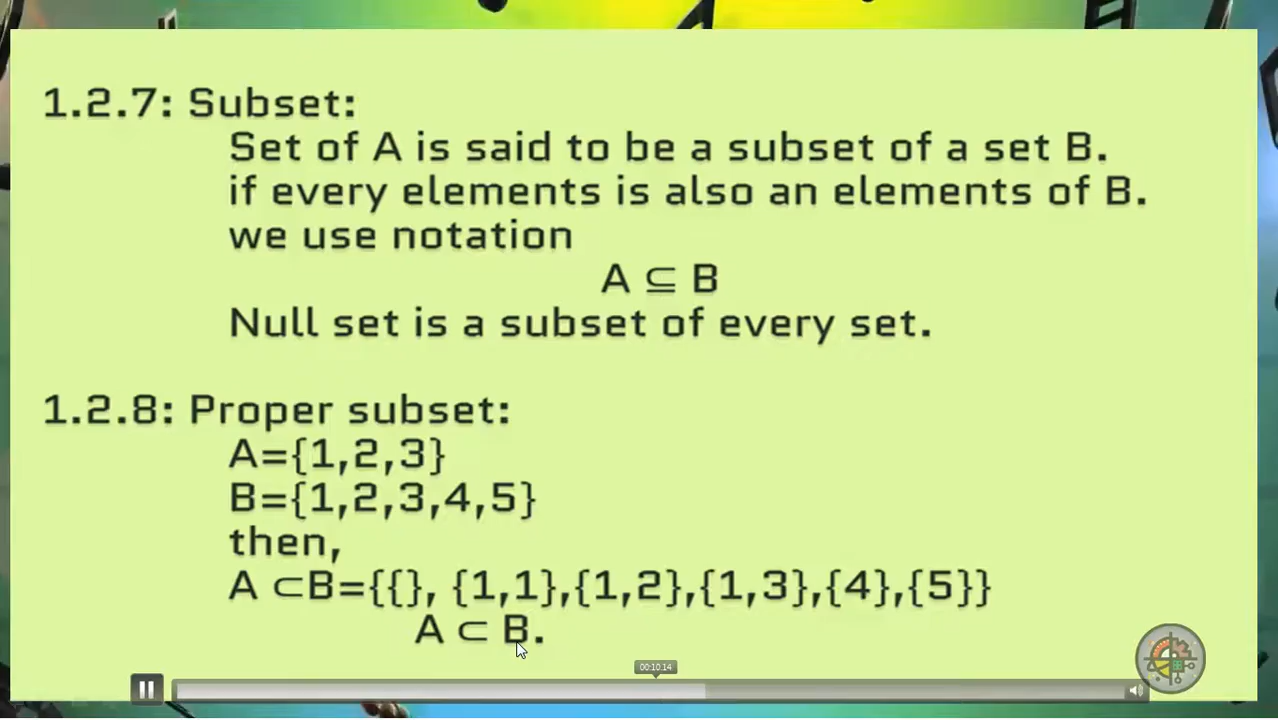 1.2.7: Subset:
Set of A is said to be a subset of a set B.
if every elements is also an elements of B.
we use notation
A ⊆ B
Null set is a subset of every set.
1.2.8: Proper subset:
A={1,2,3}
B={1,2,3,4,5}
then,
A ⊂B={{}, {1,1},{1,2},{1,3},{4},{5}}
A ⊂ B.
00:10:14